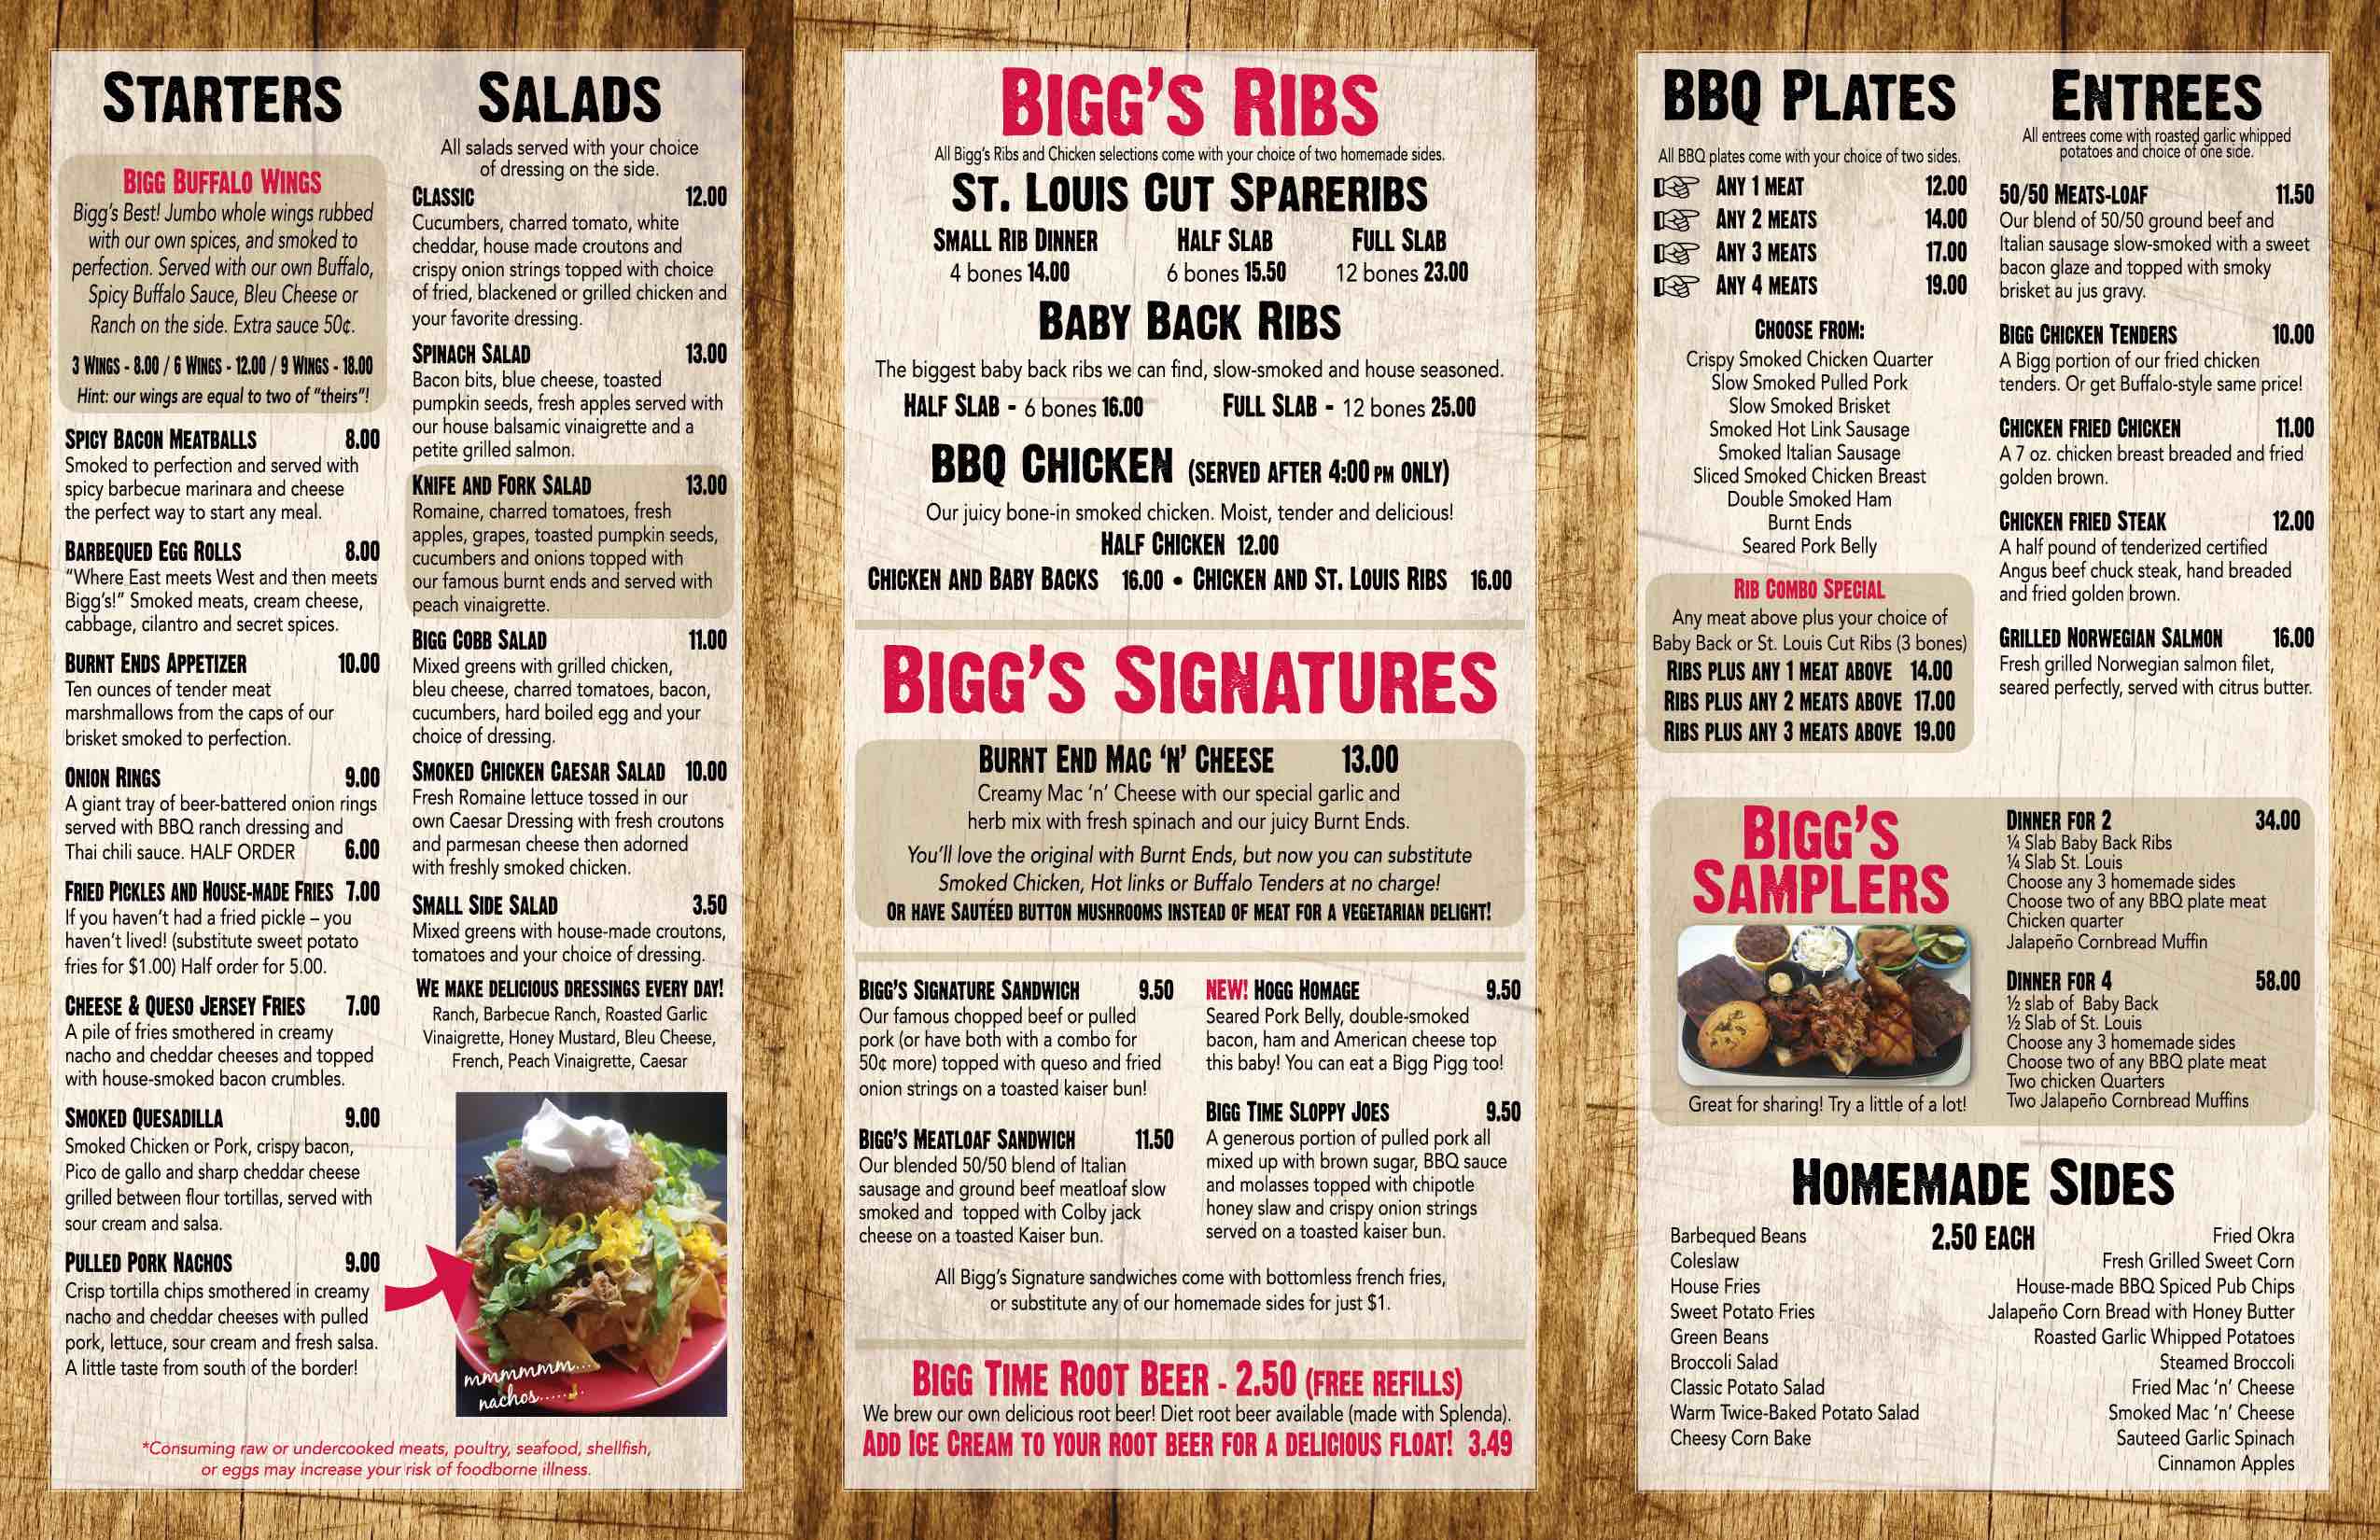 STARTERS
BIGG BUFFALO WINGS
Bigg's Best! Jumbo whole wings rubbed
with our own spices, and smoked to
perfection. Served with our own Buffalo,
Spicy Buffalo Sauce, Bleu Cheese or
Ranch on the side. Extra sauce 50¢.
3 WINGS - 8.00 / 6 WINGS - 12.00 / 9 WINGS - 18.00
Hint: our wings are equal to two of "theirs"!
SPICY BACON MEATBALLS 8.00
Smoked to perfection and served with
spicy barbecue marinara and cheese
the perfect way to start any meal.
BARBEQUED EGG ROLLS 8.00
"Where East meets West and then meets
Bigg's!" Smoked meats, cream cheese,
cabbage, cilantro and secret spices.
BURNT ENDS APPETIZER 10.00
Ten ounces of tender meat
marshmallows from the caps of our
brisket smoked to perfection.
ONION RINGS 9.00
A giant tray of beer-battered onion rings
served with BBQ ranch dressing and
Thai chili sauce. HALF ORDER 6.00
FRIED PICKLES AND HOUSE-MADE FRIES 7.00
If you haven't had a fried pickle – you
haven't lived! (substitute sweet potato
fries for $1.00) Half order for 5.00.
CHEESE & QUESO JERSEY FRIES 7.00
A pile of fries smothered in creamy
nacho and cheddar cheeses and topped
with house-smoked bacon crumbles.
SMOKED QUESADILLA 9.00
Smoked Chicken or Pork, crispy bacon,
Pico de gallo and sharp cheddar cheese
grilled between flour tortillas, served with
sour cream and salsa.
PULLED PORK NACHOS 9.00
Crisp tortilla chips smothered in creamy
nacho and cheddar cheeses with pulled
pork, lettuce, sour cream and fresh salsa.
A little taste from south of the border!
SALADS
All salads served with your choice
of dressing on the side.
CLASSIC 12.00
Cucumbers, charred tomato, white
cheddar, house made croutons and
crispy onion strings topped with choice
of fried, blackened or grilled chicken and
your favorite dressing.
SPINACH SALAD 13.00
Bacon bits, blue cheese, toasted
pumpkin seeds, fresh apples served with
our house balsamic vinaigrette and a
petite grilled salmon.
KNIFE AND FORK SALAD 13.00
Romaine, charred tomatoes, fresh
apples, grapes, toasted pumpkin seeds,
cucumbers and onions topped with
our famous burnt ends and served with
peach vinaigrette.
BIGG COBB SALAD 11.00
Mixed greens with grilled chicken,
bleu cheese, charred tomatoes, bacon,
cucumbers, hard boiled egg and your
choice of dressing.
SMOKED CHICKEN CAESAR SALAD 10.00
Fresh Romaine lettuce tossed in our
own Caesar Dressing with fresh croutons
and parmesan cheese then adorned
with freshly smoked chicken.
SMALL SIDE SALAD 3.50
Mixed greens with house-made croutons,
tomatoes and your choice of dressing.
WE MAKE DELICIOUS DRESSINGS EVERY DAY!
Ranch, Barbecue Ranch, Roasted Garlic
Vinaigrette, Honey Mustard, Bleu Cheese,
French, Peach Vinaigrette, Caesar
mmmmmm...
nachos......
*Consuming raw or undercooked meats, poultry, seafood, shellfish,
or eggs may increase your risk of foodborne illness.
BIGG'S RIBS
All Bigg's Ribs and Chicken selections come with your choice of two homemade sides.
ST. LOUIS CUT SPARERIBS
SMALL RIB DINNER HALF SLAB FULL SLAB
4 bones 14.00 6 bones 15.50 12 bones 23.00
BABY BACK RIBS
The biggest baby back ribs we can find, slow-smoked and house seasoned.
HALF SLAB - 6 bones 16.00 FULL SLAB - 12 bones 25.00
BBQ CHICKEN (SERVED AFTER 4:00 PM ONLY)
Our juicy bone-in smoked chicken. Moist, tender and delicious!
HALF CHICKEN 12.00
CHICKEN AND BABY BACKS 16.00 • CHICKEN AND ST. LOUIS RIBS 16.00
BIGG'S SIGNATURES
BURNT END MAC 'N' CHEESE 13.00
Creamy Mac 'n' Cheese with our special garlic and
herb mix with fresh spinach and our juicy Burnt Ends.
You'll love the original with Burnt Ends, but now you can substitute
Smoked Chicken, Hot links or Buffalo Tenders at no charge!
OR HAVE SAUTÉED BUTTON MUSHROOMS INSTEAD OF MEAT FOR A VEGETARIAN DELIGHT!
BIGG'S SIGNATURE SANDWICH 9.50
Our famous chopped beef or pulled
pork (or have both with a combo for
50¢ more) topped with queso and fried
onion strings on a toasted kaiser bun!
BIGG'S MEATLOAF SANDWICH 11.50
Our blended 50/50 blend of Italian
sausage and ground beef meatloaf slow
smoked and topped with Colby jack
cheese on a toasted Kaiser bun.
NEW! HOGG HOMAGE 9.50
Seared Pork Belly, double-smoked
bacon, ham and American cheese top
this baby! You can eat a Bigg Pigg too!
BIGG TIME SLOPPY JOES 9.50
A generous portion of pulled pork all
mixed up with brown sugar, BBQ sauce
and molasses topped with chipotle
honey slaw and crispy onion strings
served on a toasted kaiser bun.
All Bigg's Signature sandwiches come with bottomless french fries,
or substitute any of our homemade sides for just $1.
BIGG TIME ROOT BEER - 2.50 (FREE REFILLS)
We brew our own delicious root beer! Diet root beer available (made with Splenda).
ADD ICE CREAM TO YOUR ROOT BEER FOR A DELICIOUS FLOAT! 3.49
BBQ PLATES
All BBQ plates come with your choice of two sides.
ANY 1 MEAT 12.00
ANY 2 MEATS 14.00
ANY 3 MEATS 17.00
ANY 4 MEATS 19.00
CHOOSE FROM:
Crispy Smoked Chicken Quarter
Slow Smoked Pulled Pork
Slow Smoked Brisket
Smoked Hot Link Sausage
Smoked Italian Sausage
Sliced Smoked Chicken Breast
Double Smoked Ham
Burnt Ends
Seared Pork Belly
RIB COMBO SPECIAL
Any meat above plus your choice of
Baby Back or St. Louis Cut Ribs (3 bones)
RIBS PLUS ANY 1 MEAT ABOVE 14.00
RIBS PLUS ANY 2 MEATS ABOVE 17.00
RIBS PLUS ANY 3 MEATS ABOVE 19.00
ENTREES
All entrees come with roasted garlic whipped
potatoes and choice of one side.
50/50 MEATS-LOAF 11.50
Our blend of 50/50 ground beef and
Italian sausage slow-smoked with a sweet
bacon glaze and topped with smoky
brisket au jus gravy.
BIGG CHICKEN TENDERS 10.00
A Bigg portion of our fried chicken
tenders. Or get Buffalo-style same price!
CHICKEN FRIED CHICKEN 11.00
A 7 oz. chicken breast breaded and fried
golden brown.
CHICKEN FRIED STEAK 12.00
A half pound of tenderized certified
Angus beef chuck steak, hand breaded
and fried golden brown.
GRILLED NORWEGIAN SALMON 16.00
Fresh grilled Norwegian salmon filet,
seared perfectly, served with citrus butter.
BIGG'S
SAMPLERS
Great for sharing! Try a little of a lot!
DINNER FOR 2 34.00
¼ Slab Baby Back Ribs
¼ Slab St. Louis
Choose any 3 homemade sides
Choose two of any BBQ plate meat
Chicken quarter
Jalapeño Cornbread Muffin
DINNER FOR 4 58.00
½ slab of Baby Back
½ Slab of St. Louis
Choose any 3 homemade sides
Choose two of any BBQ plate meat
Two chicken Quarters
Two Jalapeño Cornbread Muffins
HOMEMADE SIDES
2.50 EACH
Barbequed Beans
Coleslaw
House Fries
Sweet Potato Fries
Green Beans
Broccoli Salad
Classic Potato Salad
Warm Twice-Baked Potato Salad
Cheesy Corn Bake
Fried Okra
Fresh Grilled Sweet Corn
House-made BBQ Spiced Pub Chips
Jalapeño Corn Bread with Honey Butter
Roasted Garlic Whipped Potatoes
Steamed Broccoli
Fried Mac 'n' Cheese
Smoked Mac 'n' Cheese
Sauteed Garlic Spinach
Cinnamon Apples